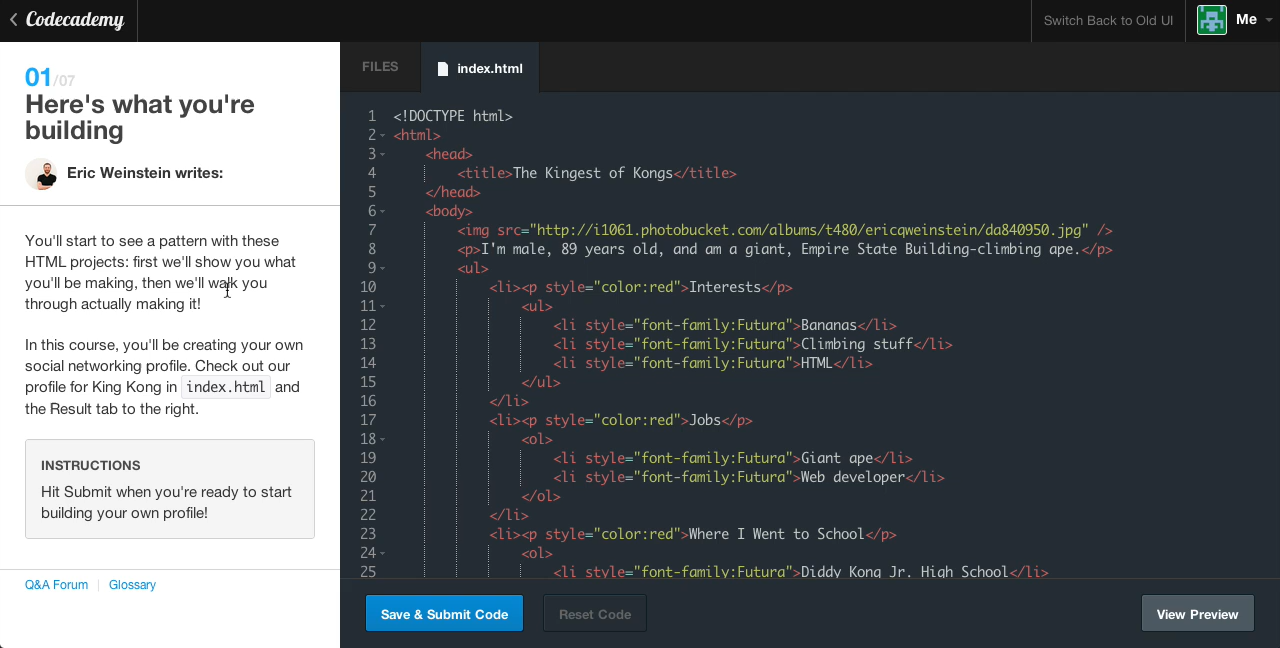 Codecademy
Switch Back to Old UI
Me
01/07
Here's what you're
building
Eric Weinstein writes:
You'll start to see a pattern with these
HTML projects: first we'll show you what
you'll be making, then we'll walk you
through actually making it!
In this course, you'll be creating your own
social networking profile. Check out our
profile for King Kong in index.html and
the Result tab to the right.
INSTRUCTIONS
Hit Submit when you're ready to start
building your own profile!
Q&A Forum | Glossary
FILES
index.html
1 <!DOCTYPE html>
2 <html>
3 <head>
4 <title>The Kingest of Kongs</title>
5 </head>
6 <body>
7 <img src="http://i1061.photobucket.com/albums/t480/ericqweinstein/da840950.jpg" />
8 <p>I'm male, 89 years old, and am a giant, Empire State Building-climbing ape.</p>
9 <ul>
10 <li><p style="color:red">Interests</p>
11 <ul>
12 <li style="font-family:Futura">Bananas</li>
13 <li style="font-family:Futura">Climbing stuff</li>
14 <li style="font-family:Futura">HTML</li>
15 </ul>
16 </li>
17 <li><p style="color:red">Jobs</p>
18 <ol>
19 <li style="font-family:Futura">Giant ape</li>
20 <li style="font-family:Futura">Web developer</li>
21 </ol>
22 </li>
23 <li><p style="color:red">Where I Went to School</p>
24 <ol>
25 <li style="font-family:Futura">Diddy Kong Jr. High School</li>
Save & Submit Code
Reset Code
View Preview